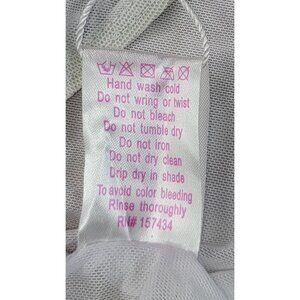 Hand wash cold
Do not wring or twist
Do not bleach
Do not tumble dry
Do not iron
Do not dry clean
Drip dry in shade
To avoid color bleeding
Rinse thoroughly
RN# 157434